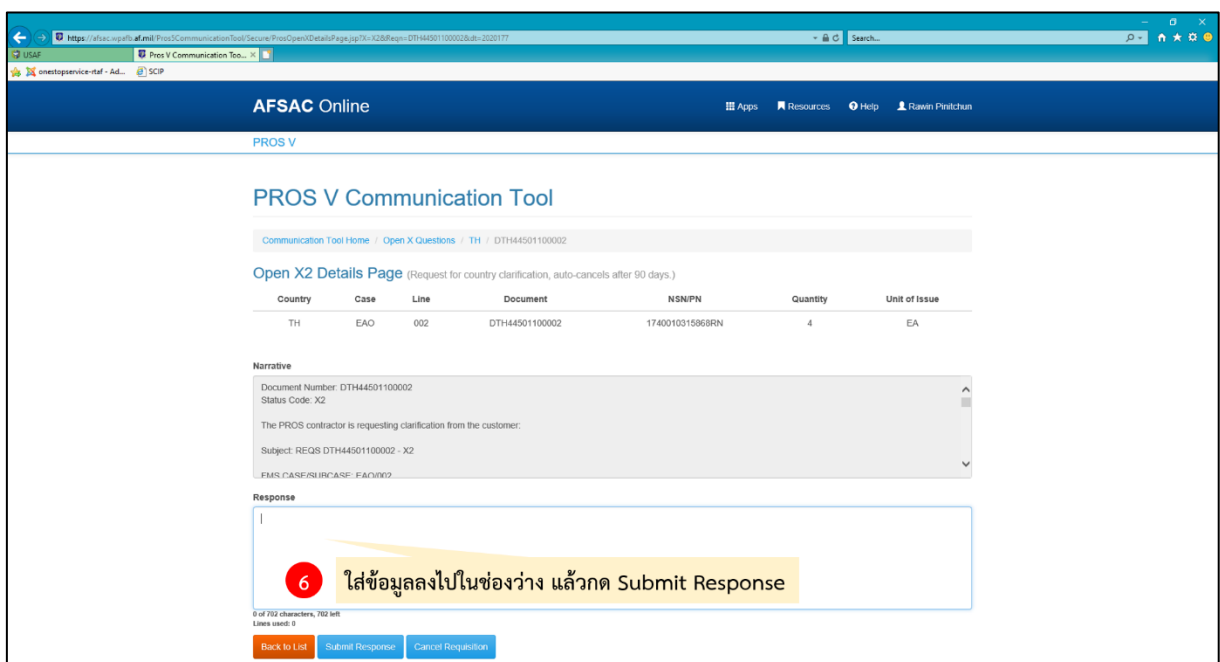 https://afsac.wpafb.af.mil/ProsSCommunicationTool/Secure/ProsOpenXDetailsPage.jsp?X=X2&Reqn=DTH44501100002&dt=2020177
Search...
USAF
Pros V Communication Too...
onestopservice-rtaf - Ad...
SCIP
AFSAC Online
Apps
Resources
Help
Rawin Pinitchun
PROS V
PROS V Communication Tool
Communication Tool Home / Open X Questions / TH / DTH44501100002
Open X2 Details Page (Request for country clarification, auto-cancels after 90 days.)
Country Case Line Document NSN/PN Quantity Unit of Issue
TH EAO 002 DTH44501100002 1740010315868RN 4 EA
Narrative
Document Number: DTH44501100002
Status Code: X2
The PROS contractor is requesting clarification from the customer:
Subject: REQS DTH44501100002 - X2
FMS CASE/SUBCASE: EAO/002
Response
6 ใส่ข้อมูลลงไปในช่องว่าง แล้วกด Submit Response
0 of 702 characters, 702 left
Lines used: 0
Back to List
Submit Response
Cancel Requisition